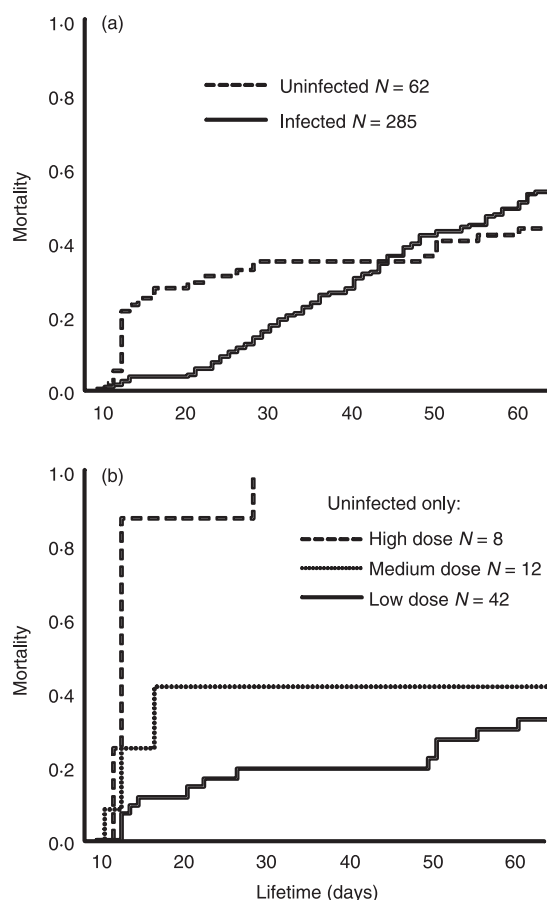 (a)
1·0
0·8
0·6
0·4
0·2
0·0
Mortality
Uninfected N = 62
Infected N = 285
10 20 30 40 50 60
(b)
1·0
0·8
0·6
0·4
0·2
0·0
Mortality
Uninfected only:
High dose N = 8
Medium dose N = 12
Low dose N = 42
10 20 30 40 50 60
Lifetime (days)